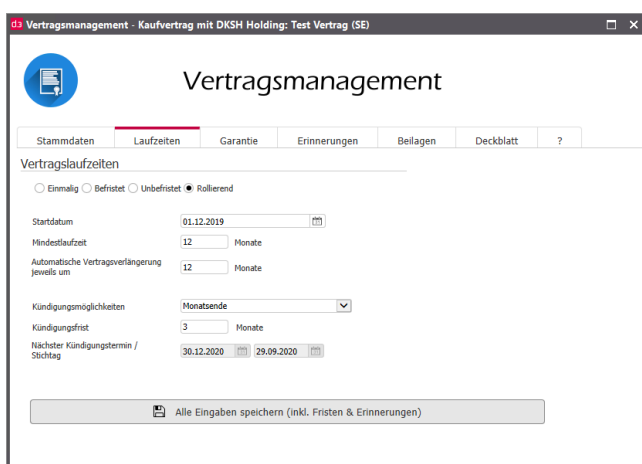 d3 Vertragsmanagement - Kaufvertrag mit DKSH Holding: Test Vertrag (SE)
Vertragsmanagement
Stammdaten Laufzeiten Garantie Erinnerungen Beilagen Deckblatt ?
Vertragslaufzeiten
Einmalig Befristet Unbefristet Rollierend
Startdatum 01.12.2019
Mindestlaufzeit 12 Monate
Automatische Vertragsverlängerung
jeweils um 12 Monate
Kündigungsmöglichkeiten Monatsende
Kündigungsfrist 3 Monate
Nächster Kündigungstermin /
Stichtag 30.12.2020 29.09.2020
Alle Eingaben speichern (inkl. Fristen & Erinnerungen)